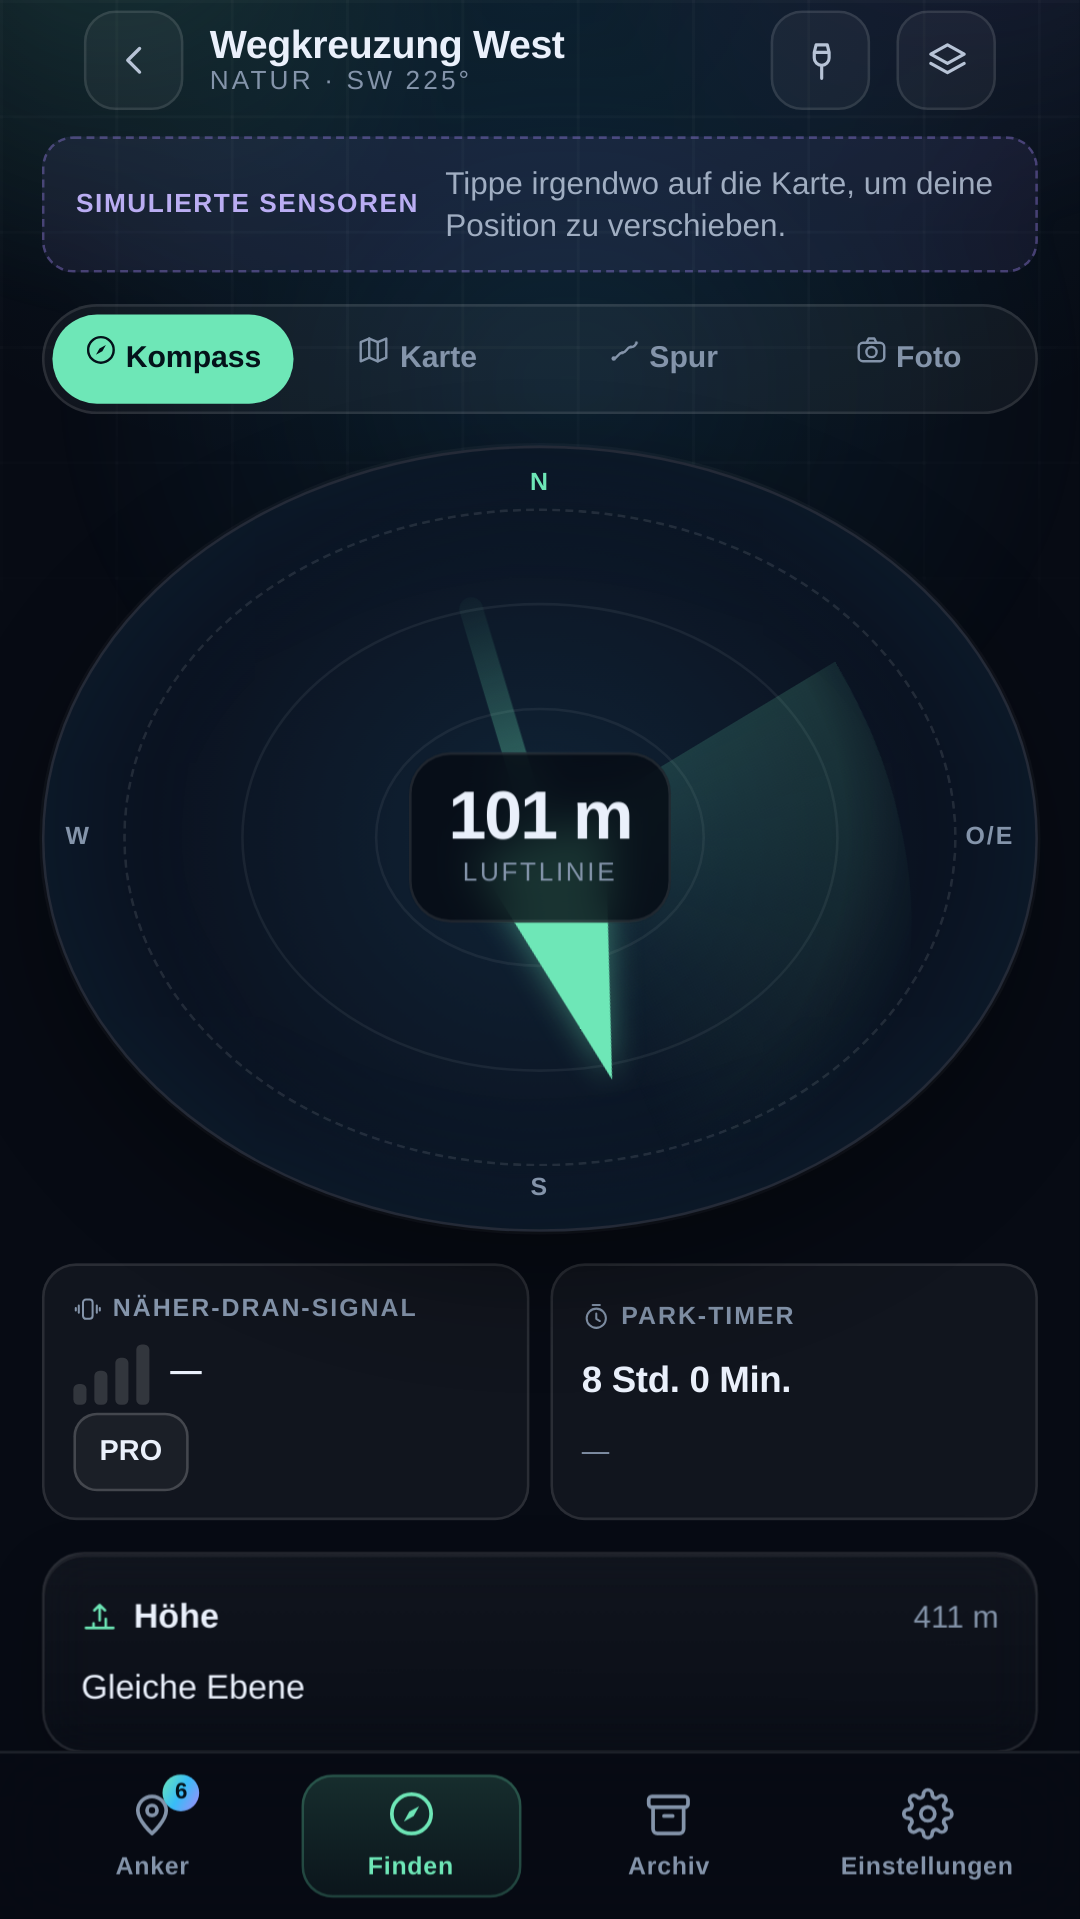 Wegkreuzung West
NATUR · SW 225°
SIMULIERTE SENSOREN
Tippe irgendwo auf die Karte, um deine
Position zu verschieben.
Kompass
Karte
Spur
Foto
N
W
O/E
101 m
LUFTLINIE
S
NÄHER-DRAN-SIGNAL
—
PRO
PARK-TIMER
8 Std. 0 Min.
—
Höhe
411 m
Gleiche Ebene
6
Anker
Finden
Archiv
Einstellungen